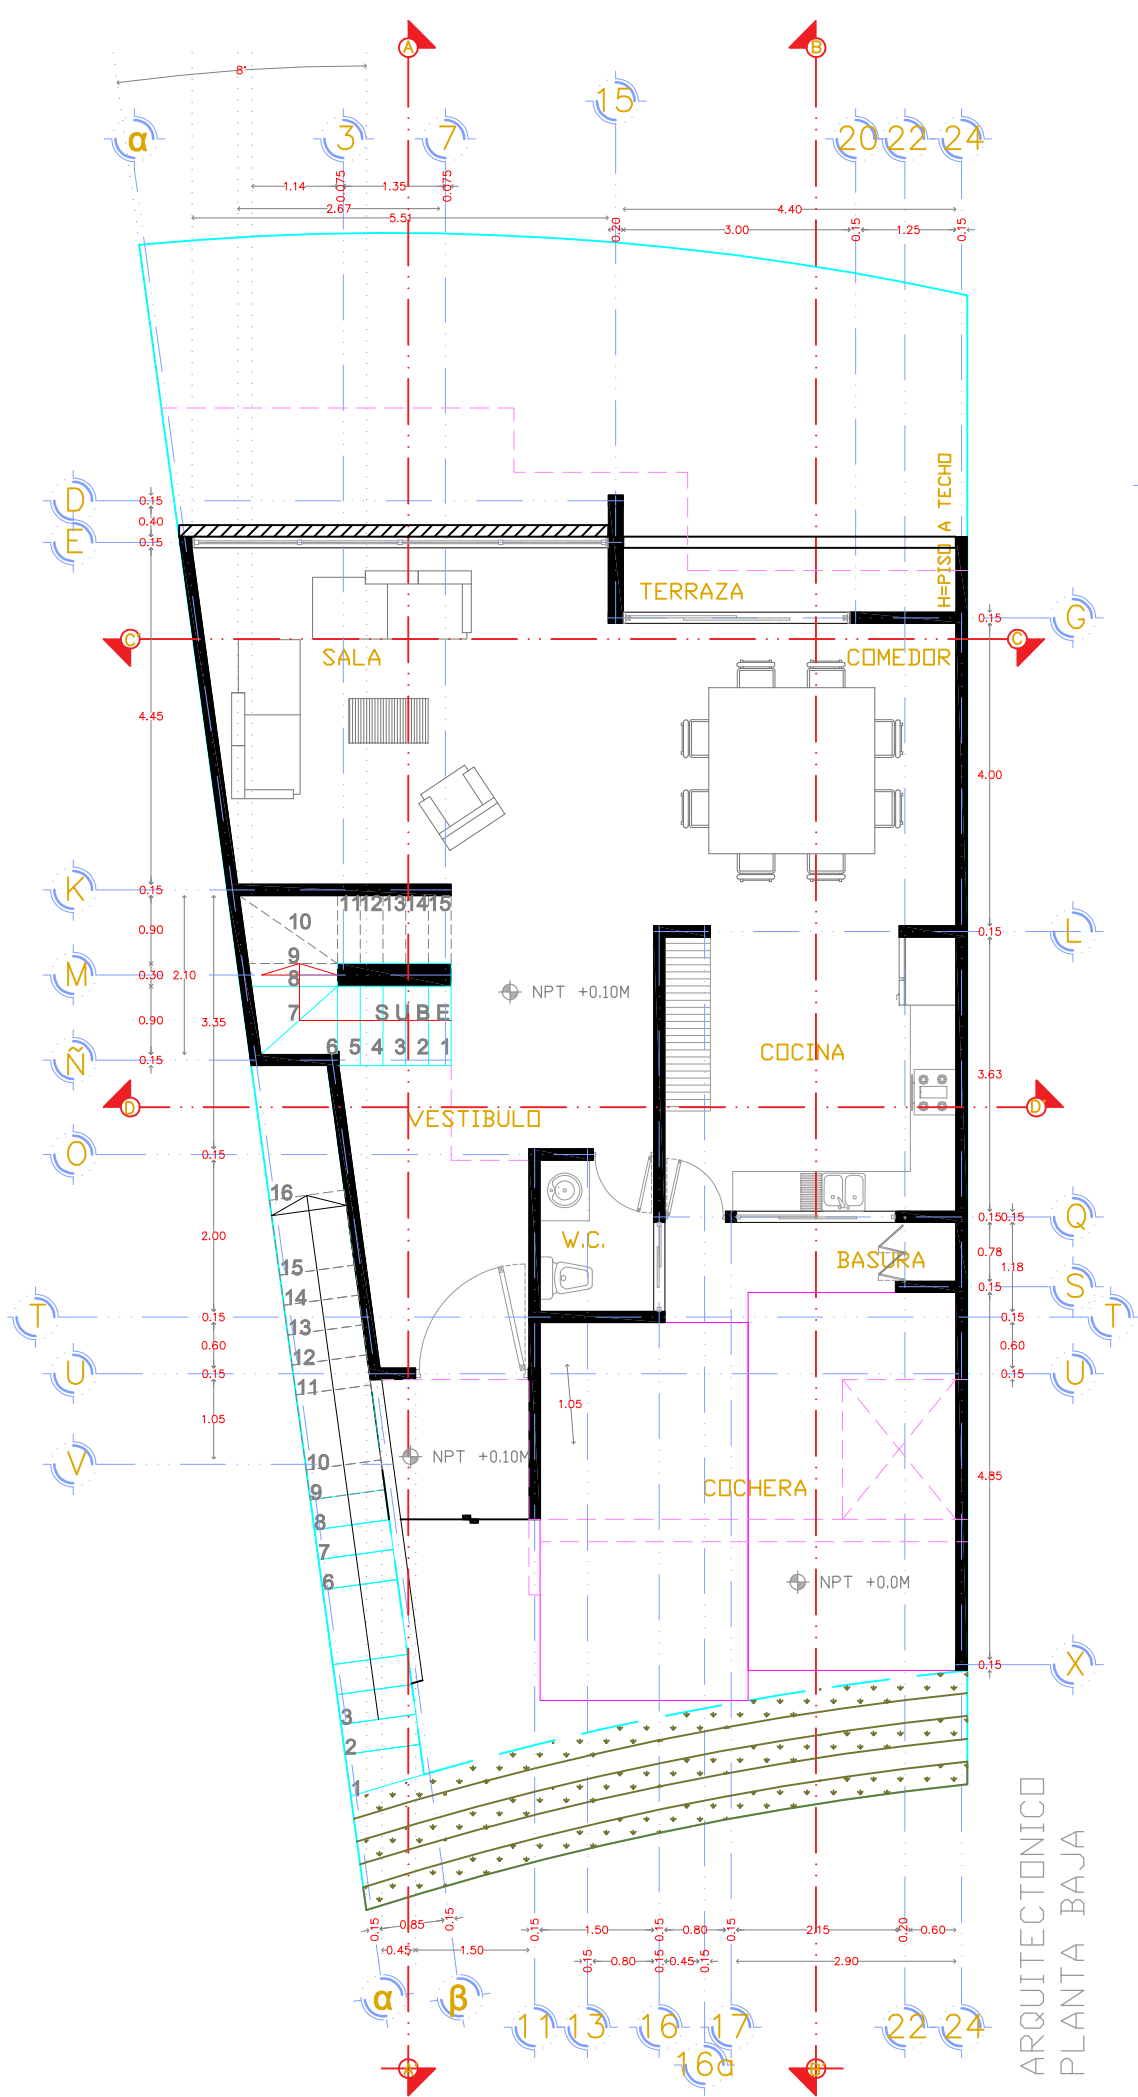 A B
8°
15
α 3 7 20 22 24
1.14 0.075 1.35 0.075
2.67 4.40
5.51 0.20 3.00 0.15 1.25 0.15
H=PISO A TECHO
D 0.15
0.40
E 0.15
TERRAZA
0.15 G
C' C
SALA COMEDOR
4.45
4.00
K 0.15
11 12 13 14 15
10
0.90
0.15 L
9
M 0.30 2.10 8
NPT +0.10M
7 SUBE
0.90 3.35
6 5 4 3 2 1
Ñ 0.15
COCINA
3.63
D D'
VESTIBULO
O 0.15
16
2.00
W.C.
0.15 0.15 Q
BASURA
0.78
1.18
15
0.15 S
14
T 0.15 0.15 T
13
0.60 0.60
12
U 0.15 0.15 U
11
1.05
1.05
V
10
NPT +0.10M
4.85
COCHERA
9
8
7
6
NPT +0.0M
0.15 X
3
2
1
0.15 0.85 0.15 0.15 1.50 0.15 0.80 0.15 2.15 0.20 0.60
0.45 1.50 0.15 0.80 0.15 0.45 0.15 2.90
α β
11 13 16 17 22 24
16a
A' B'
ARQUITECTONICO
PLANTA BAJA